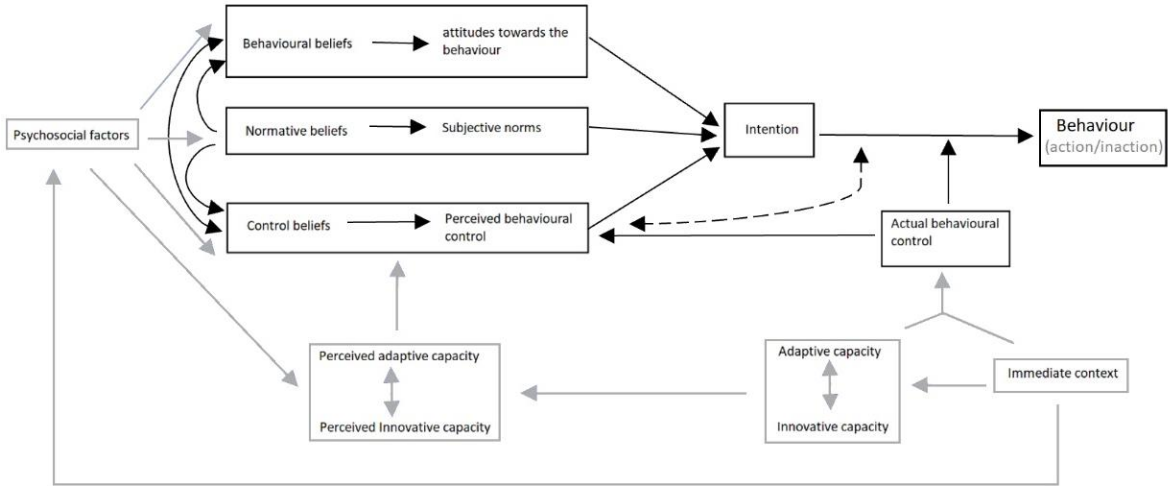 Behavioural beliefs
attitudes towards the
behaviour
Psychosocial factors
Normative beliefs
Subjective norms
Intention
Behaviour
(action/inaction)
Control beliefs
Perceived behavioural
control
Actual behavioural
control
Perceived adaptive capacity
Perceived Innovative capacity
Adaptive capacity
Innovative capacity
Immediate context